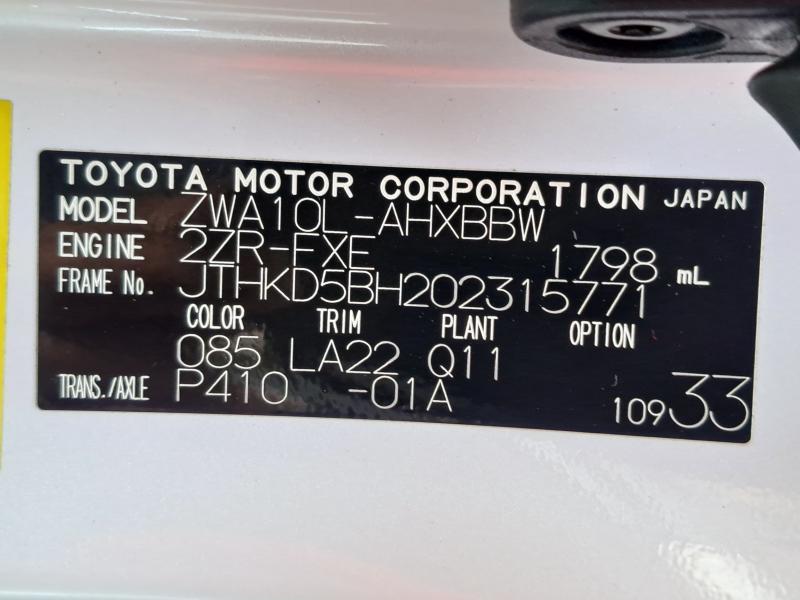 TOYOTA MOTOR CORPORATION JAPAN
MODEL ZWA10L-AHXBBW
ENGINE 2ZR-FXE 1798 mL
FRAME No. JTHKD5BH202315771
COLOR TRIM PLANT OPTION
085 LA22 Q11
TRANS./AXLE P410 -01A 10933